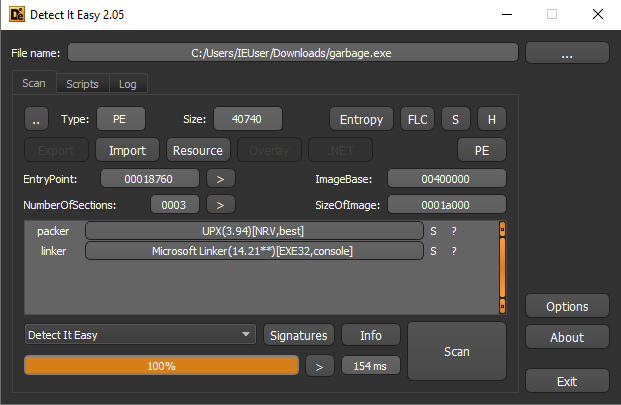 Detect It Easy 2.05
File name: C:/Users/IEUser/Downloads/garbage.exe ...
Scan Scripts Log
.. Type: PE Size: 40740 Entropy FLC S H
Export Import Resource Overlay .NET PE
EntryPoint: 00018760 > ImageBase: 00400000
NumberOfSections: 0003 > SizeOfImage: 0001a000
packer UPX(3.94)[NRV,best] S ?
linker Microsoft Linker(14.21**)[EXE32,console] S ?
Options
Detect It Easy Signatures Info Scan About
100% > 154 ms
Exit